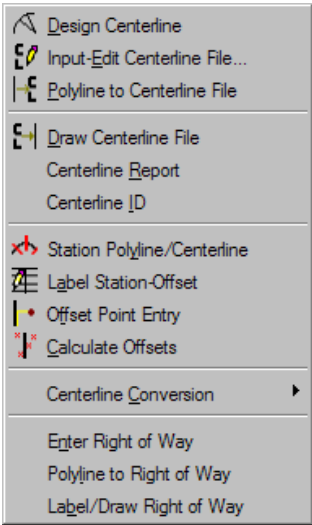 Design Centerline
Input-Edit Centerline File...
Polyline to Centerline File
Draw Centerline File
Centerline Report
Centerline ID
Station Polyline/Centerline
Label Station-Offset
Offset Point Entry
Calculate Offsets
Centerline Conversion
Enter Right of Way
Polyline to Right of Way
Label/Draw Right of Way